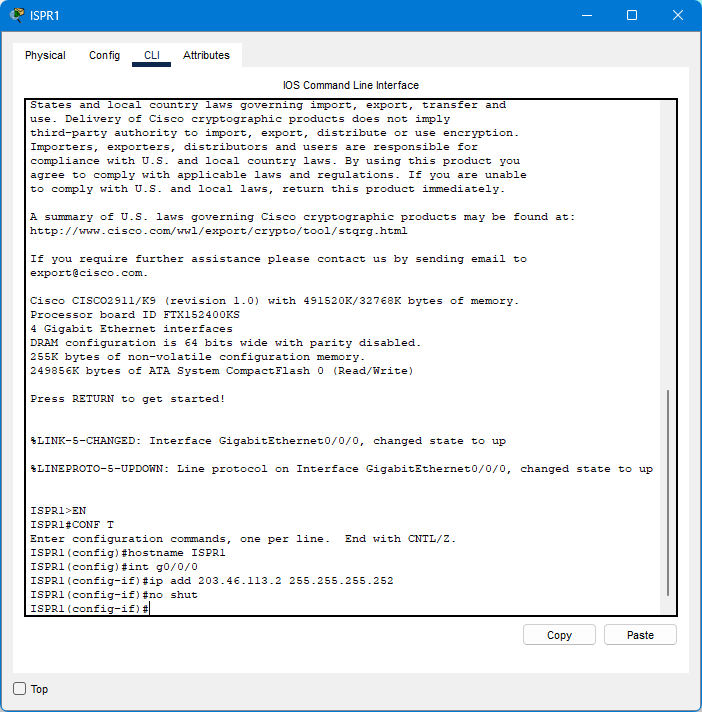 ISPR1
Physical Config CLI Attributes
IOS Command Line Interface
States and local country laws governing import, export, transfer and
use. Delivery of Cisco cryptographic products does not imply
third-party authority to import, export, distribute or use encryption.
Importers, exporters, distributors and users are responsible for
compliance with U.S. and local country laws. By using this product you
agree to comply with applicable laws and regulations. If you are unable
to comply with U.S. and local laws, return this product immediately.
A summary of U.S. laws governing Cisco cryptographic products may be found at:
http://www.cisco.com/wwl/export/crypto/tool/stqrg.html
If you require further assistance please contact us by sending email to
export@cisco.com.
Cisco CISCO2911/K9 (revision 1.0) with 491520K/32768K bytes of memory.
Processor board ID FTX152400KS
4 Gigabit Ethernet interfaces
DRAM configuration is 64 bits wide with parity disabled.
255K bytes of non-volatile configuration memory.
249856K bytes of ATA System CompactFlash 0 (Read/Write)
Press RETURN to get started!
%LINK-5-CHANGED: Interface GigabitEthernet0/0/0, changed state to up
%LINEPROTO-5-UPDOWN: Line protocol on Interface GigabitEthernet0/0/0, changed state to up
ISPR1>EN
ISPR1#CONF T
Enter configuration commands, one per line. End with CNTL/Z.
ISPR1(config)#hostname ISPR1
ISPR1(config)#int g0/0/0
ISPR1(config-if)#ip add 203.46.113.2 255.255.255.252
ISPR1(config-if)#no shut
ISPR1(config-if)#
Copy Paste
Top